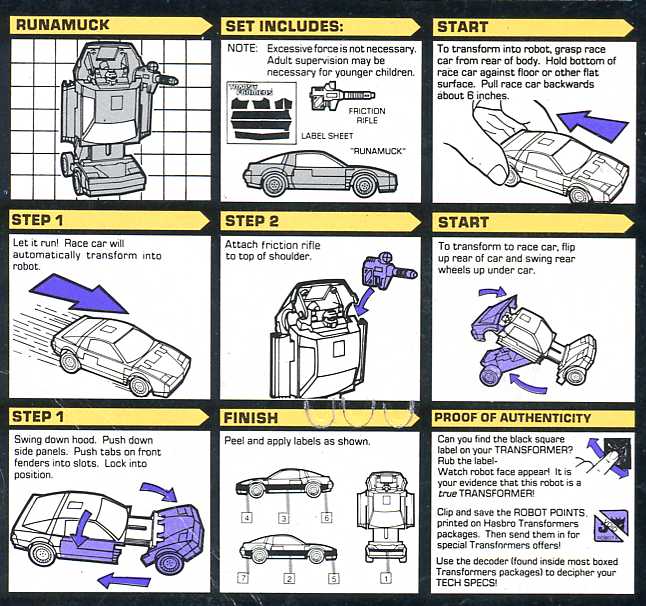 RUNAMUCK
SET INCLUDES:
NOTE: Excessive force is not necessary.
Adult supervision may be
necessary for younger children.
TRANSFORMERS
FRICTION
RIFLE
LABEL SHEET
"RUNAMUCK"
START
To transform into robot, grasp race
car from rear of body. Hold bottom of
race car against floor or other flat
surface. Pull race car backwards
about 6 inches.
STEP 1
Let it run! Race car will
automatically transform into
robot.
STEP 2
Attach friction rifle
to top of shoulder.
START
To transform to race car, flip
up rear of car and swing rear
wheels up under car.
STEP 1
Swing down hood. Push down
side panels. Push tabs on front
fenders into slots. Lock into
position.
FINISH
Peel and apply labels as shown.
4 3 6
7 2 5 1
PROOF OF AUTHENTICITY
Can you find the black square
label on your TRANSFORMER?
Rub the label-
Watch robot face appear! It is
your evidence that this robot is a
true TRANSFORMER!
Clip and save the ROBOT POINTS,
printed on Hasbro Transformers
packages. Then send them in for
special Transformers offers!
Use the decoder (found inside most boxed
Transformers packages) to decipher your
TECH SPECS!